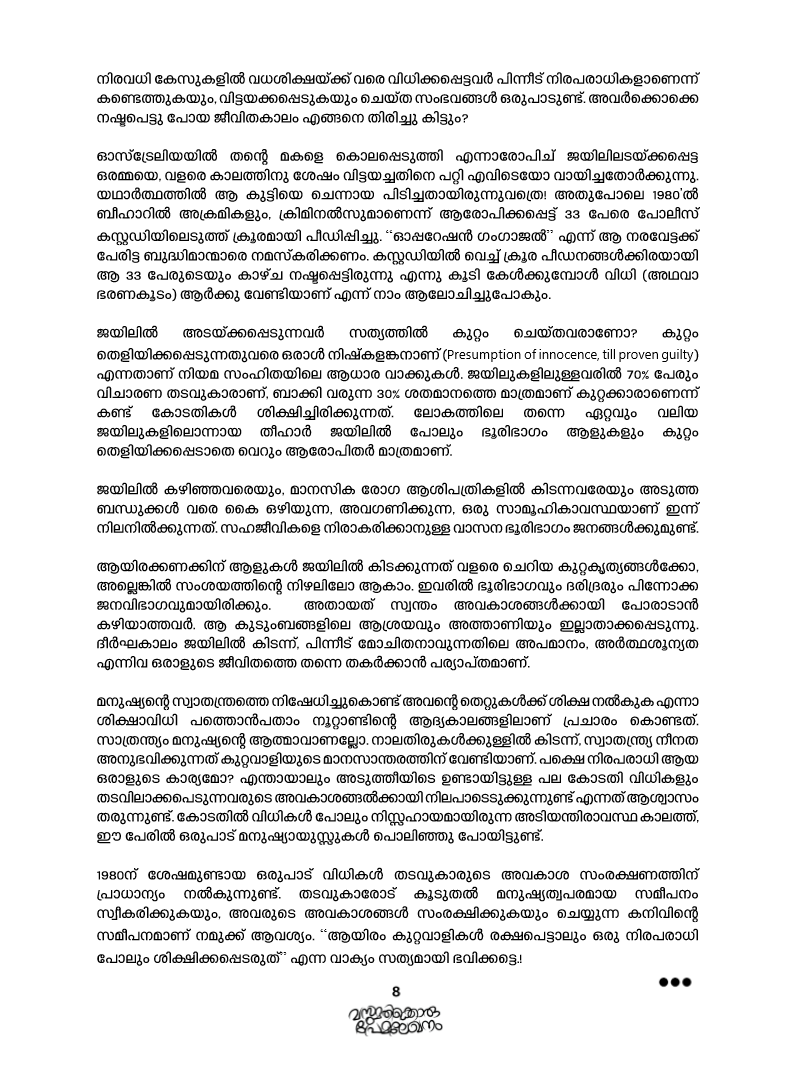 നിരവധി കേസുകളിൽ വധശിക്ഷയ്ക്ക് വരെ വിധിക്കപ്പെട്ടവർ പിന്നീട് നിരപരാധികളാണെന്ന്
കണ്ടെത്തുകയും, വിട്ടയക്കപ്പെടുകയും ചെയ്ത സംഭവങ്ങൾ ഒരുപാടുണ്ട്. അവർക്കൊക്കെ
നഷ്ടപെട്ടു പോയ ജീവിതകാലം എങ്ങനെ തിരിച്ചു കിട്ടും?
ഓസ്ട്രേലിയയിൽ തന്റെ മകളെ കൊലപ്പെടുത്തി എന്നാരോപിച് ജയിലിലടയ്ക്കപ്പെട്ട
ഒരമ്മയെ, വളരെ കാലത്തിനു ശേഷം വിട്ടയച്ചതിനെ പറ്റി എവിടെയോ വായിച്ചതോർക്കുന്നു.
യഥാർത്ഥത്തിൽ ആ കുട്ടിയെ ചെന്നായ പിടിച്ചതായിരുന്നുവത്രെ! അതുപോലെ 1980'ൽ
ബീഹാറിൽ അക്രമികളും, ക്രിമിനൽസുമാണെന്ന് ആരോപിക്കപ്പെട്ട് 33 പേരെ പോലീസ്
കസ്റ്റഡിയിലെടുത്ത് ക്രൂരമായി പീഡിപ്പിച്ചു. “ഓപ്പറേഷൻ ഗംഗാജൽ” എന്ന് ആ നരവേട്ടക്ക്
പേരിട്ട ബുദ്ധിമാന്മാരെ നമസ്കരിക്കണം. കസ്റ്റഡിയിൽ വെച്ച് ക്രൂര പീഡനങ്ങൾക്കിരയായി
ആ 33 പേരുടെയും കാഴ്ച നഷ്ടപ്പെട്ടിരുന്നു എന്നു കൂടി കേൾക്കുമ്പോൾ വിധി (അഥവാ
ഭരണകൂടം) ആർക്കു വേണ്ടിയാണ് എന്ന് നാം ആലോചിച്ചുപോകും.
ജയിലിൽ അടയ്ക്കപ്പെടുന്നവർ സത്യത്തിൽ കുറ്റം ചെയ്തവരാണോ? കുറ്റം
തെളിയിക്കപ്പെടുന്നതുവരെ ഒരാൾ നിഷ്കളങ്കനാണ് (Presumption of innocence, till proven guilty)
എന്നതാണ് നിയമ സംഹിതയിലെ ആധാര വാക്കുകൾ. ജയിലുകളിലുള്ളവരിൽ 70% പേരും
വിചാരണ തടവുകാരാണ്, ബാക്കി വരുന്ന 30% ശതമാനത്തെ മാത്രമാണ് കുറ്റക്കാരാണെന്ന്
കണ്ട് കോടതികൾ ശിക്ഷിച്ചിരിക്കുന്നത്. ലോകത്തിലെ തന്നെ ഏറ്റവും വലിയ
ജയിലുകളിലൊന്നായ തീഹാർ ജയിലിൽ പോലും ഭൂരിഭാഗം ആളുകളും കുറ്റം
തെളിയിക്കപ്പെടാതെ വെറും ആരോപിതർ മാത്രമാണ്.
ജയിലിൽ കഴിഞ്ഞവരെയും, മാനസിക രോഗ ആശിപത്രികളിൽ കിടന്നവരേയും അടുത്ത
ബന്ധുക്കൾ വരെ കൈ ഒഴിയുന്ന, അവഗണിക്കുന്ന, ഒരു സാമൂഹികാവസ്ഥയാണ് ഇന്ന്
നിലനിൽക്കുന്നത്. സഹജീവികളെ നിരാകരിക്കാനുള്ള വാസന ഭൂരിഭാഗം ജനങ്ങൾക്കുമുണ്ട്.
ആയിരക്കണക്കിന് ആളുകൾ ജയിലിൽ കിടക്കുന്നത് വളരെ ചെറിയ കുറ്റകൃത്യങ്ങൾക്കോ,
അല്ലെങ്കിൽ സംശയത്തിന്റെ നിഴലിലോ ആകാം. ഇവരിൽ ഭൂരിഭാഗവും ദരിദ്രരും പിന്നോക്ക
ജനവിഭാഗവുമായിരിക്കും. അതായത് സ്വന്തം അവകാശങ്ങൾക്കായി പോരാടാൻ
കഴിയാത്തവർ. ആ കുടുംബങ്ങളിലെ ആശ്രയവും അത്താണിയും ഇല്ലാതാക്കപ്പെടുന്നു.
ദീർഘകാലം ജയിലിൽ കിടന്ന്, പിന്നീട് മോചിതനാവുന്നതിലെ അപമാനം, അർത്ഥശൂന്യത
എന്നിവ ഒരാളുടെ ജീവിതത്തെ തന്നെ തകർക്കാൻ പര്യാപ്തമാണ്.
മനുഷ്യന്റെ സ്വാതന്ത്രത്തെ നിഷേധിച്ചുകൊണ്ട് അവന്റെ തെറ്റുകൾക്ക് ശിക്ഷ നൽകുക എന്നാ
ശിക്ഷാവിധി പത്തൊൻപതാം നൂറ്റാണ്ടിന്റെ ആദ്യകാലങ്ങളിലാണ് പ്രചാരം കൊണ്ടത്.
സാത്രന്ത്യം മനുഷ്യന്റെ ആത്മാവാണല്ലോ. നാലതിരുകൾക്കുള്ളിൽ കിടന്ന്, സ്വാതന്ത്ര്യ നീനത
അനുഭവിക്കുന്നത് കുറ്റവാളിയുടെ മാനസാന്തരത്തിന് വേണ്ടിയാണ്. പക്ഷെ നിരപരാധി ആയ
ഒരാളുടെ കാര്യമോ? എന്തായാലും അടുത്തീയിടെ ഉണ്ടായിട്ടുള്ള പല കോടതി വിധികളും
തടവിലാക്കപെടുന്നവരുടെ അവകാശങ്ങൽക്കായി നിലപാടെടുക്കുന്നുണ്ട് എന്നത് ആശ്വാസം
തരുന്നുണ്ട്. കോടതിൽ വിധികൾ പോലും നിസ്സഹായമായിരുന്ന അടിയന്തിരാവസ്ഥ കാലത്ത്,
ഈ പേരിൽ ഒരുപാട് മനുഷ്യായുസ്സുകൾ പൊലിഞ്ഞു പോയിട്ടുണ്ട്.
1980ന് ശേഷമുണ്ടായ ഒരുപാട് വിധികൾ തടവുകാരുടെ അവകാശ സംരക്ഷണത്തിന്
പ്രാധാന്യം നൽകുന്നുണ്ട്. തടവുകാരോട് കൂടുതൽ മനുഷ്യത്വപരമായ സമീപനം
സ്വീകരിക്കുകയും, അവരുടെ അവകാശങ്ങൾ സംരക്ഷിക്കുകയും ചെയ്യുന്ന കനിവിന്റെ
സമീപനമാണ് നമുക്ക് ആവശ്യം. “ആയിരം കുറ്റവാളികൾ രക്ഷപെട്ടാലും ഒരു നിരപരാധി
പോലും ശിക്ഷിക്കപ്പെടരുത്” എന്ന വാക്യം സത്യമായി ഭവിക്കട്ടെ.!
●●●
8